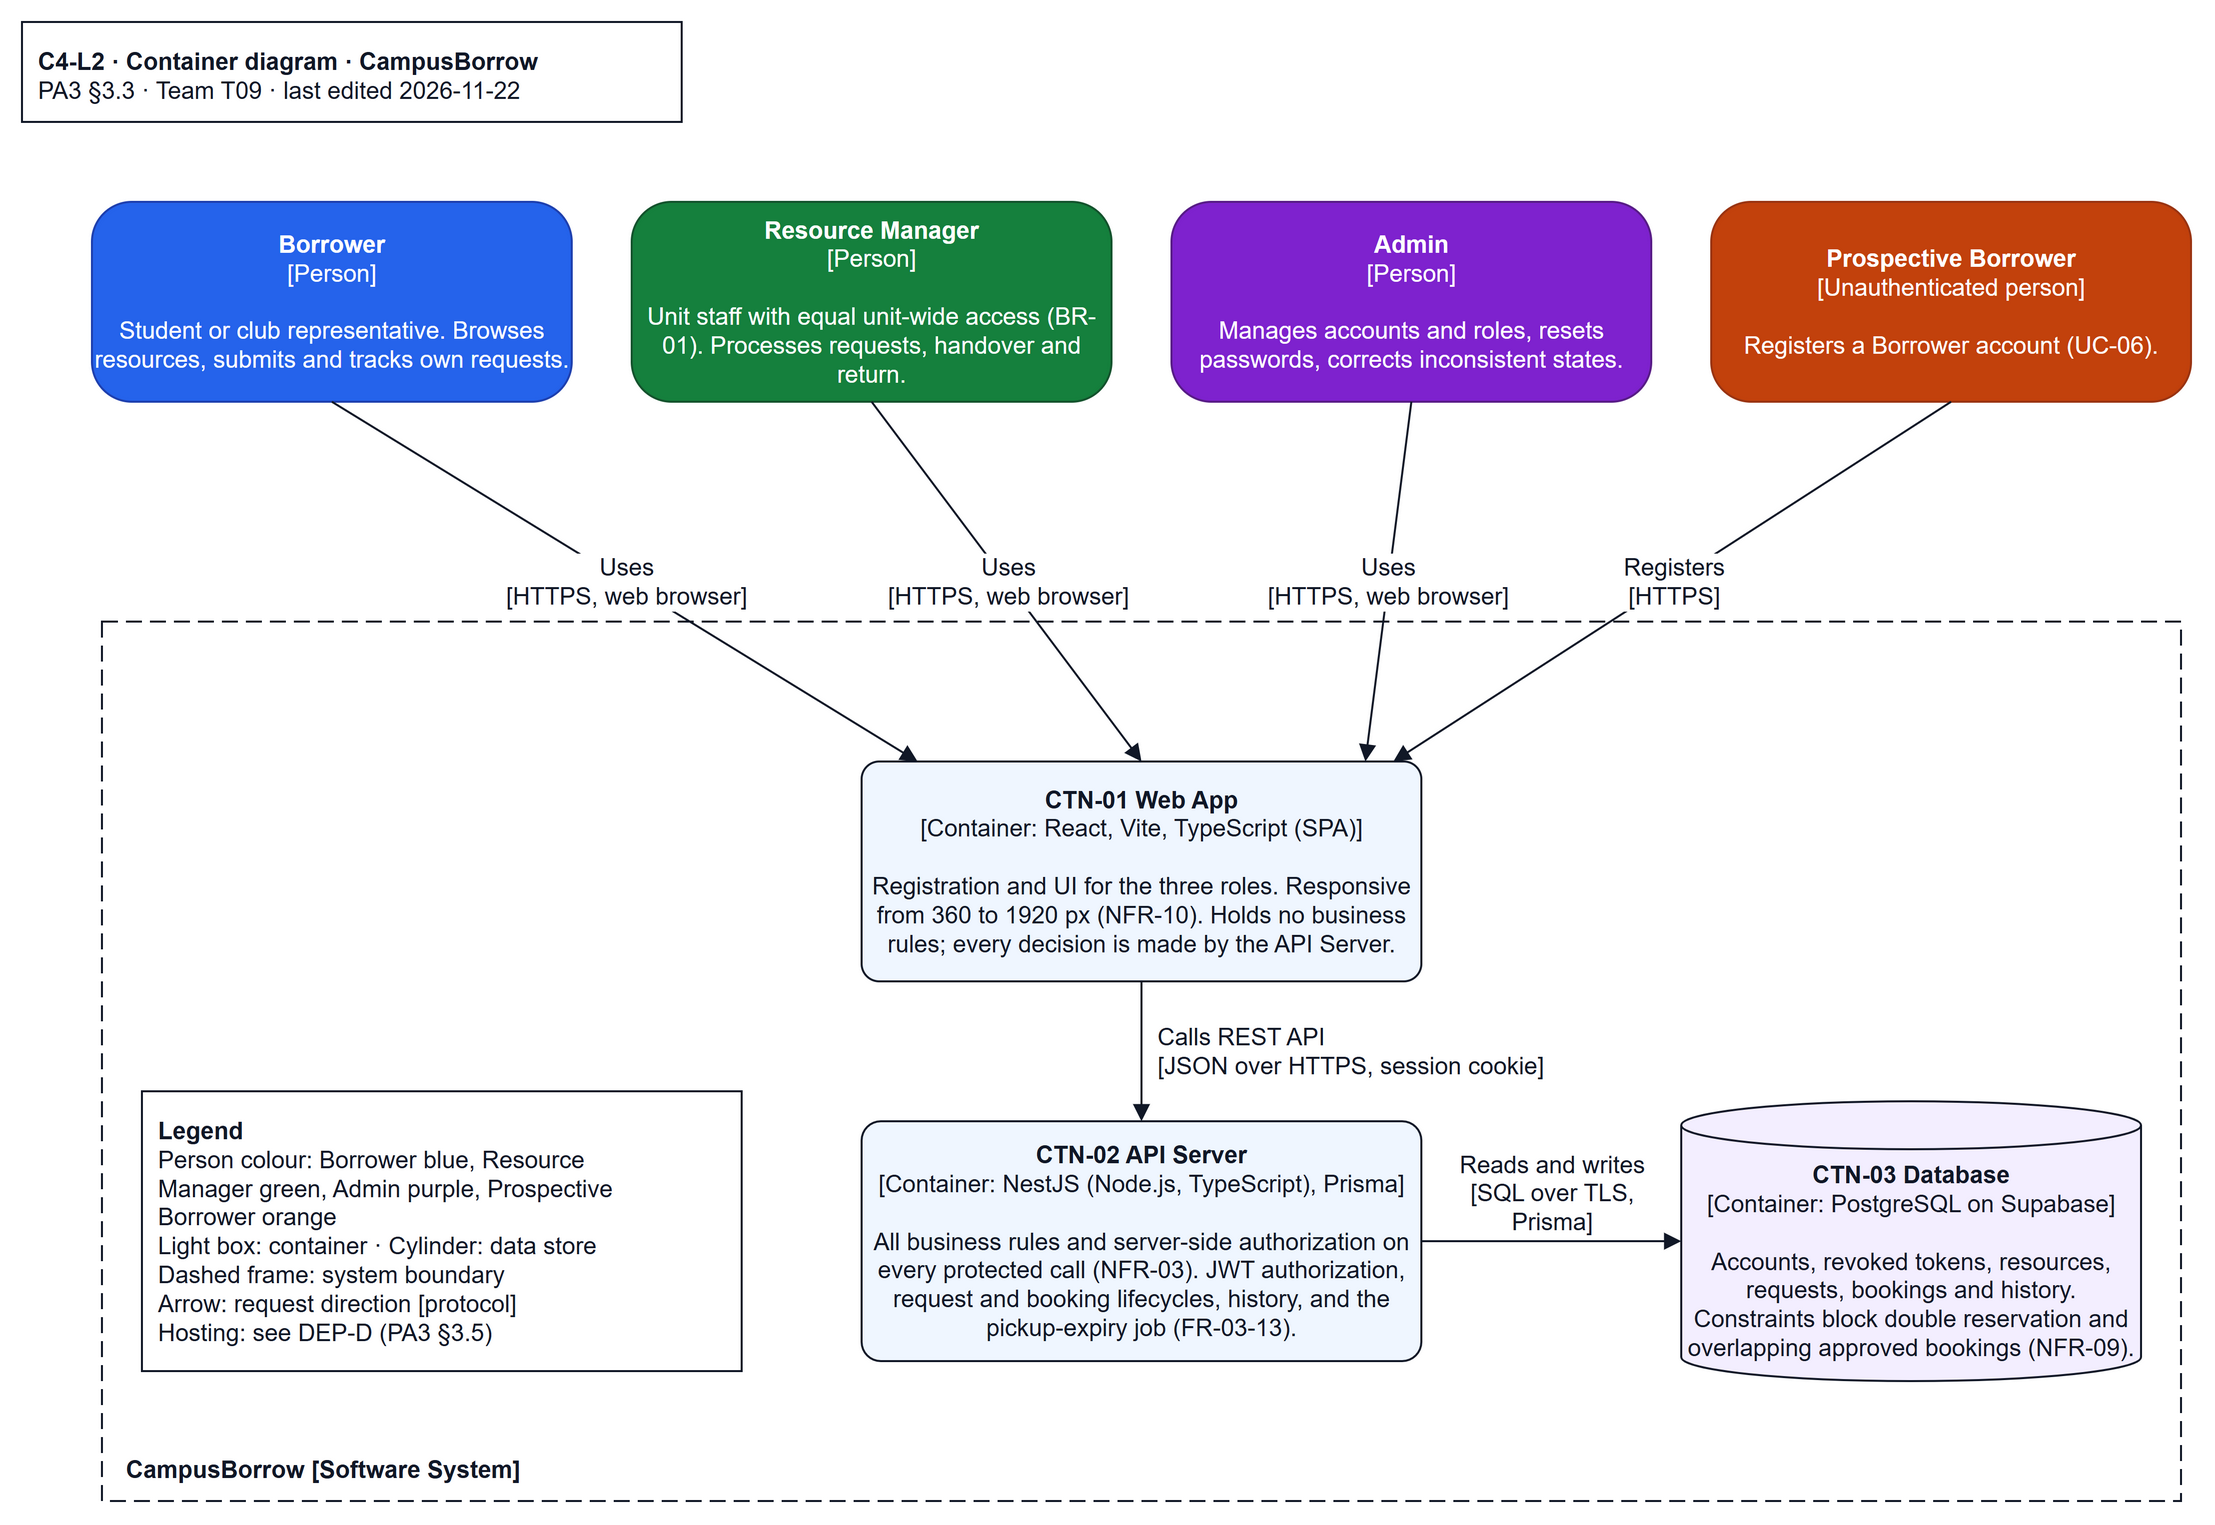 C4-L2 · Container diagram · CampusBorrow
PA3 §3.3 · Team T09 · last edited 2026-11-22
Borrower
[Person]
Student or club representative. Browses
resources, submits and tracks own requests.
Resource Manager
[Person]
Unit staff with equal unit-wide access (BR-
01). Processes requests, handover and
return.
Admin
[Person]
Manages accounts and roles, resets
passwords, corrects inconsistent states.
Prospective Borrower
[Unauthenticated person]
Registers a Borrower account (UC-06).
Uses
[HTTPS, web browser]
Uses
[HTTPS, web browser]
Uses
[HTTPS, web browser]
Registers
[HTTPS]
CTN-01 Web App
[Container: React, Vite, TypeScript (SPA)]
Registration and UI for the three roles. Responsive
from 360 to 1920 px (NFR-10). Holds no business
rules; every decision is made by the API Server.
Calls REST API
[JSON over HTTPS, session cookie]
Legend
Person colour: Borrower blue, Resource
Manager green, Admin purple, Prospective
Borrower orange
Light box: container · Cylinder: data store
Dashed frame: system boundary
Arrow: request direction [protocol]
Hosting: see DEP-D (PA3 §3.5)
CTN-02 API Server
[Container: NestJS (Node.js, TypeScript), Prisma]
All business rules and server-side authorization on
every protected call (NFR-03). JWT authorization,
request and booking lifecycles, history, and the
pickup-expiry job (FR-03-13).
Reads and writes
[SQL over TLS,
Prisma]
CTN-03 Database
[Container: PostgreSQL on Supabase]
Accounts, revoked tokens, resources,
requests, bookings and history.
Constraints block double reservation and
overlapping approved bookings (NFR-09).
CampusBorrow [Software System]